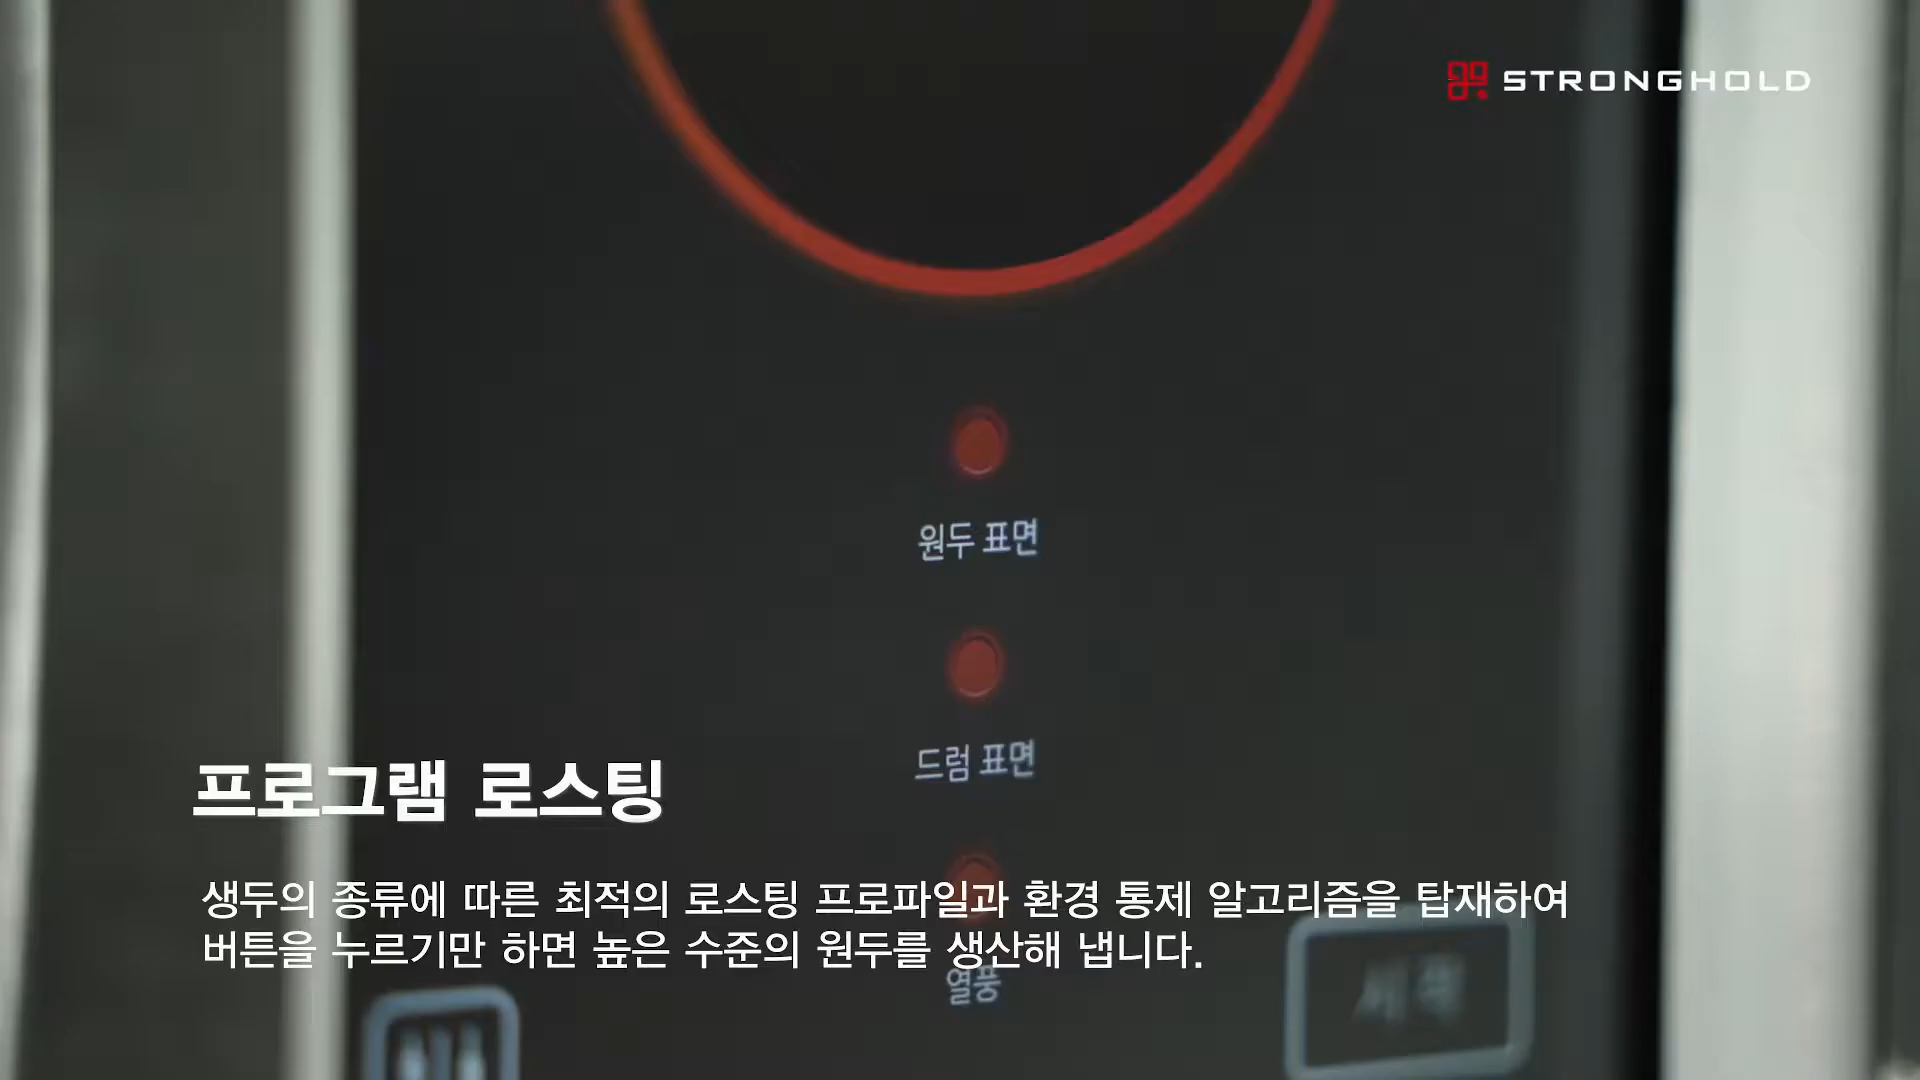 STRONGHOLD
원두 표면
드럼 표면
프로그램 로스팅
생두의 종류에 따른 최적의 로스팅 프로파일과 환경 통제 알고리즘을 탑재하여
버튼을 누르기만 하면 높은 수준의 원두를 생산해 냅니다.
열풍
시작